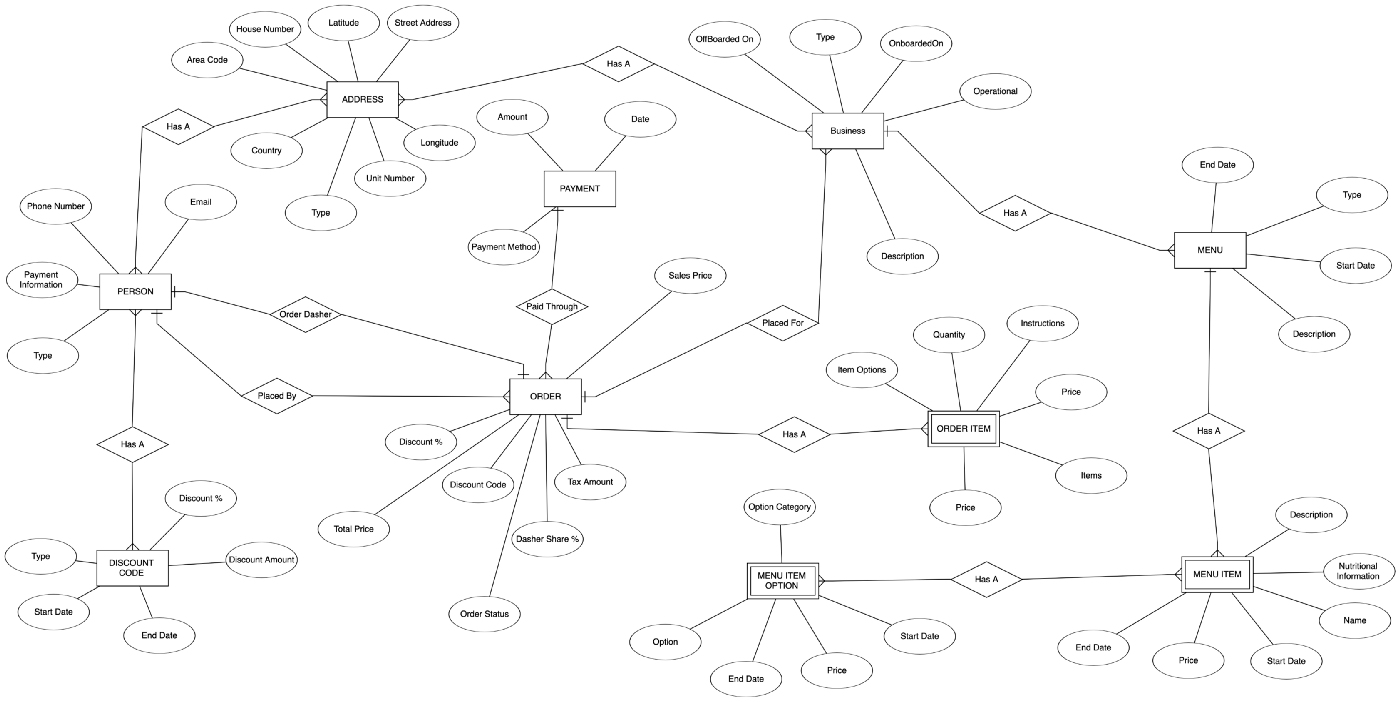 Latitude
Street Address
House Number
OffBoarded On
Type
OnboardedOn
Area Code
Has A
Operational
ADDRESS
Amount
Date
Has A
Business
Country
Longitude
End Date
Unit Number
PAYMENT
Type
Email
Phone Number
Type
Has A
Payment Method
MENU
Description
Start Date
Payment
Information
PERSON
Sales Price
Order Dasher
Paid Through
Placed For
Instructions
Quantity
Description
Type
Item Options
Placed By
ORDER
Price
ORDER ITEM
Has A
Has A
Has A
Discount %
Items
Discount Code
Tax Amount
Discount %
Option Category
Price
Description
Total Price
Dasher Share %
Type
DISCOUNT
CODE
Discount Amount
MENU ITEM
OPTION
Has A
MENU ITEM
Nutritional
Information
Start Date
Order Status
Name
End Date
Option
Start Date
End Date
Price
Start Date
End Date
Price